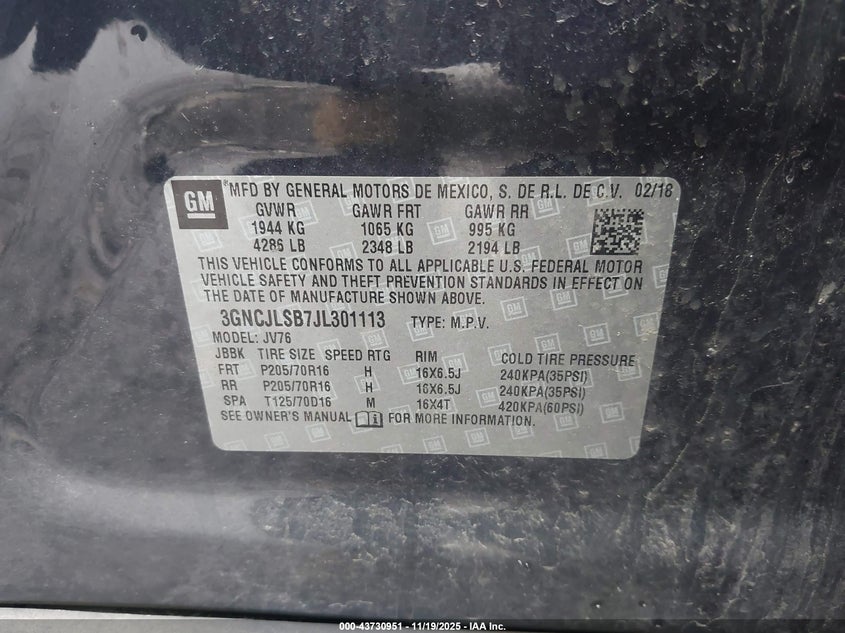 GM
®MFD BY GENERAL MOTORS DE MEXICO, S. DE R.L. DE C.V. 02/18
GVWR GAWR FRT GAWR RR
1944 KG 1065 KG 995 KG
4286 LB 2348 LB 2194 LB
THIS VEHICLE CONFORMS TO ALL APPLICABLE U.S. FEDERAL MOTOR
VEHICLE SAFETY AND THEFT PREVENTION STANDARDS IN EFFECT ON
THE DATE OF MANUFACTURE SHOWN ABOVE.
3GNCJLSB7JL301113 TYPE: M.P.V.
MODEL: JV76
JBBK TIRE SIZE SPEED RTG RIM COLD TIRE PRESSURE
FRT P205/70R16 H 16X6.5J 240KPA(35PSI)
RR P205/70R16 H 16X6.5J 240KPA(35PSI)
SPA T125/70D16 M 16X4T 420KPA(60PSI)
SEE OWNER'S MANUAL FOR MORE INFORMATION.
000-43730951 - 11/19/2025 - IAA Inc.